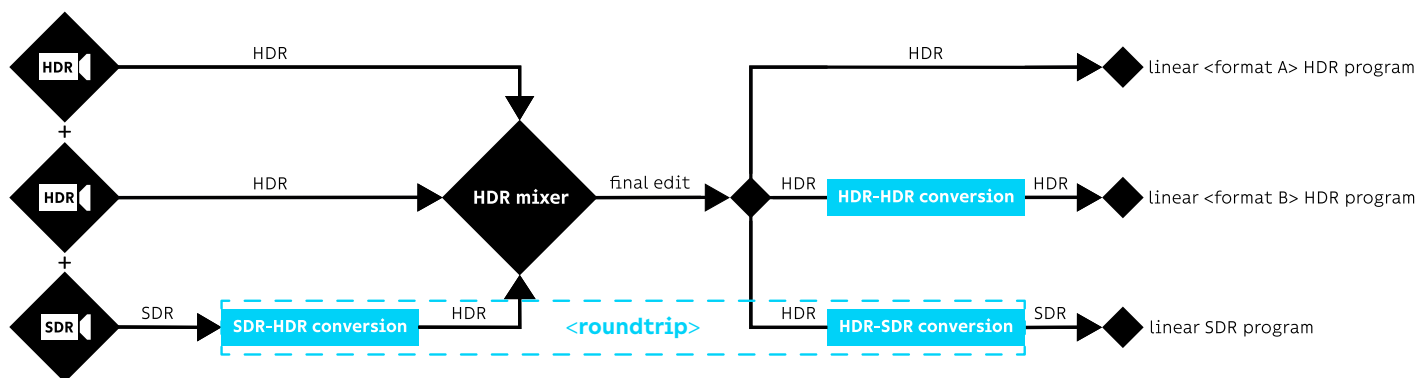 HDR
HDR
HDR
linear <format A> HDR program
+
HDR
HDR
HDR mixer
final edit
HDR
HDR-HDR conversion
HDR
linear <format B> HDR program
+
SDR
SDR
SDR-HDR conversion
HDR
<roundtrip>
HDR
HDR-SDR conversion
SDR
linear SDR program